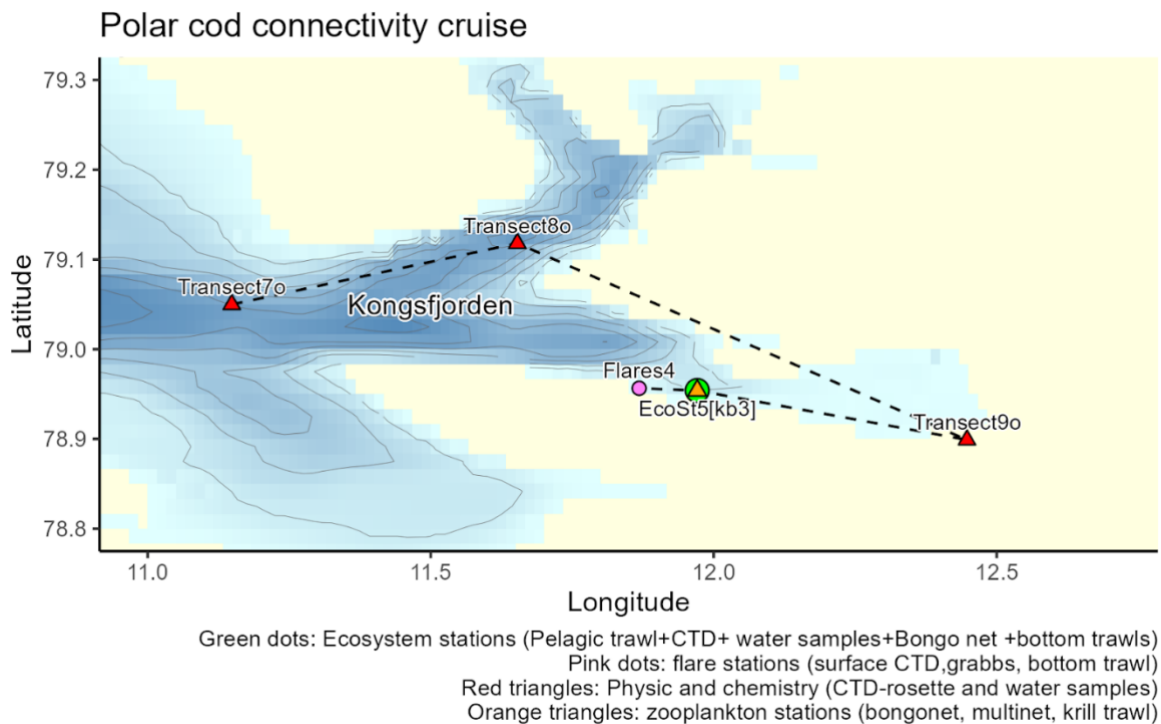 Polar cod connectivity cruise
79.3
79.2
79.1
79.0
78.9
78.8
Latitude
Transect8o
Transect7o
Kongsfjorden
Flares4
EcoSt5[kb3]
Transect9o
11.0 11.5 12.0 12.5
Longitude
Green dots: Ecosystem stations (Pelagic trawl+CTD+ water samples+Bongo net +bottom trawls)
Pink dots: flare stations (surface CTD,grabbs, bottom trawl)
Red triangles: Physic and chemistry (CTD-rosette and water samples)
Orange triangles: zooplankton stations (bongonet, multinet, krill trawl)